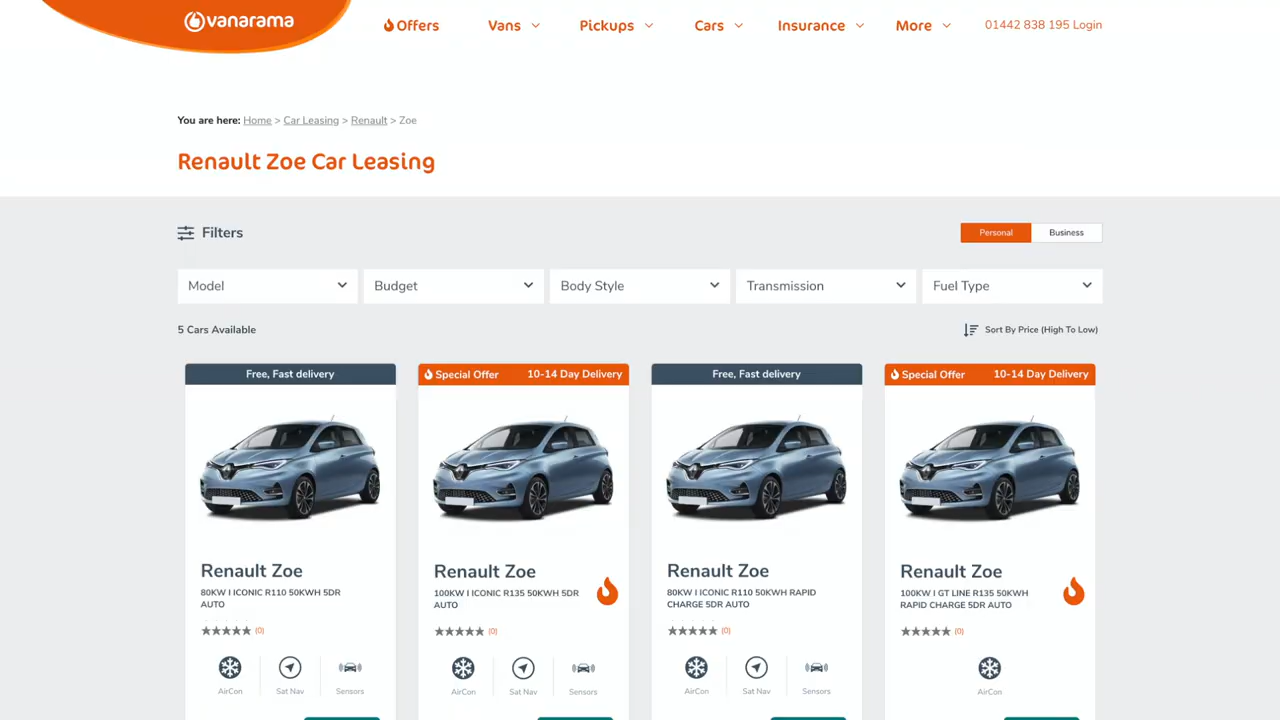 vanarama
Offers
Vans
Pickups
Cars
Insurance
More
01442 838 195 Login
You are here: Home > Car Leasing > Renault > Zoe
Renault Zoe Car Leasing
Filters
Personal
Business
Model
Budget
Body Style
Transmission
Fuel Type
5 Cars Available
Sort By Price (High To Low)
Free, Fast delivery
Renault Zoe
80KW I ICONIC R110 50KWH 5DR
AUTO
(0)
AirCon
Sat Nav
Sensors
Special Offer
10-14 Day Delivery
Renault Zoe
100KW I ICONIC R135 50KWH 5DR
AUTO
(0)
AirCon
Sat Nav
Sensors
Free, Fast delivery
Renault Zoe
80KW I ICONIC R110 50KWH RAPID
CHARGE 5DR AUTO
(0)
AirCon
Sat Nav
Sensors
Special Offer
10-14 Day Delivery
Renault Zoe
100KW I GT LINE R135 50KWH
RAPID CHARGE 5DR AUTO
(0)
AirCon